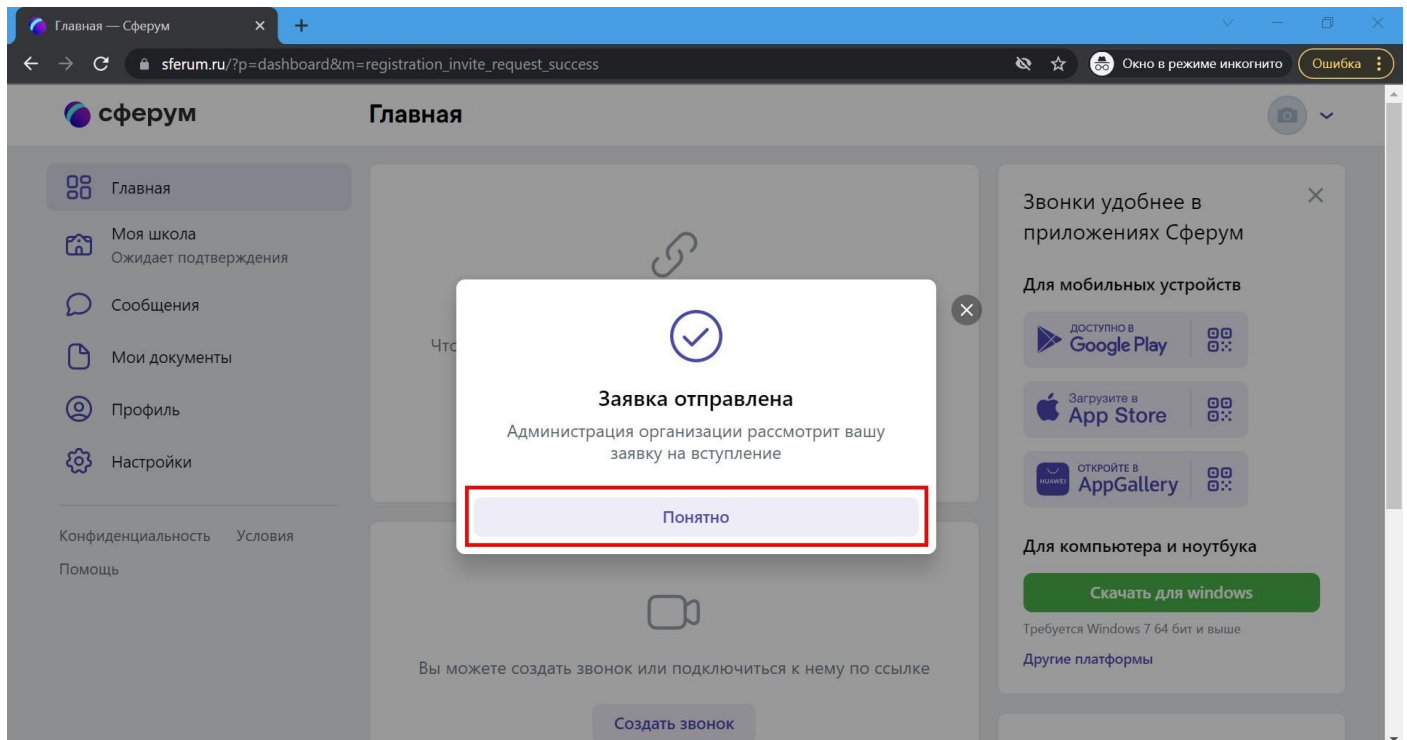 Главная — Сферум
sferum.ru/?p=dashboard&m=registration_invite_request_success
Окно в режиме инкогнито
Ошибка
сферум
Главная
Главная
Моя школа
Ожидает подтверждения
Сообщения
Мои документы
Профиль
Настройки
Конфиденциальность Условия
Помощь
Заявка отправлена
Администрация организации рассмотрит вашу
заявку на вступление
Понятно
Вы можете создать звонок или подключиться к нему по ссылке
Создать звонок
Звонки удобнее в
приложениях Сферум
Для мобильных устройств
ДОСТУПНО В
Google Play
Загрузите в
App Store
HUAWEI
ОТКРОЙТЕ В
AppGallery
Для компьютера и ноутбука
Скачать для windows
Требуется Windows 7 64 бит и выше
Другие платформы